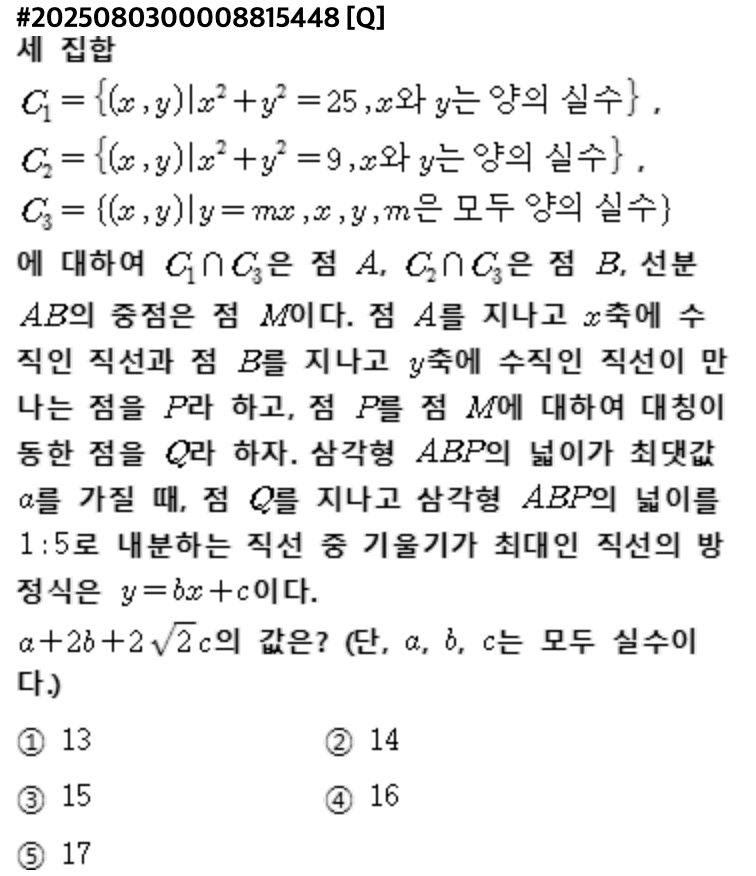 #2025080300008815448 [Q]
세 집합
C₁ = {(x, y)|x²+y² = 25, x와 y는 양의 실수},
C₂ = {(x, y)|x²+y² = 9, x와 y는 양의 실수},
C₃ = {(x, y)|y = mx, x, y, m은 모두 양의 실수}
에 대하여 C₁∩C₃은 점 A, C₂∩C₃은 점 B, 선분
AB의 중점은 점 M이다. 점 A를 지나고 x축에 수
직인 직선과 점 B를 지나고 y축에 수직인 직선이 만
나는 점을 P라 하고, 점 P를 점 M에 대하여 대칭이
동한 점을 Q라 하자. 삼각형 ABP의 넓이가 최댓값
a를 가질 때, 점 Q를 지나고 삼각형 ABP의 넓이를
1:5로 내분하는 직선 중 기울기가 최대인 직선의 방
정식은 y=bx+c이다.
a+2b+2√2c의 값은? (단, a, b, c는 모두 실수이
다.)
① 13 ② 14
③ 15 ④ 16
⑤ 17